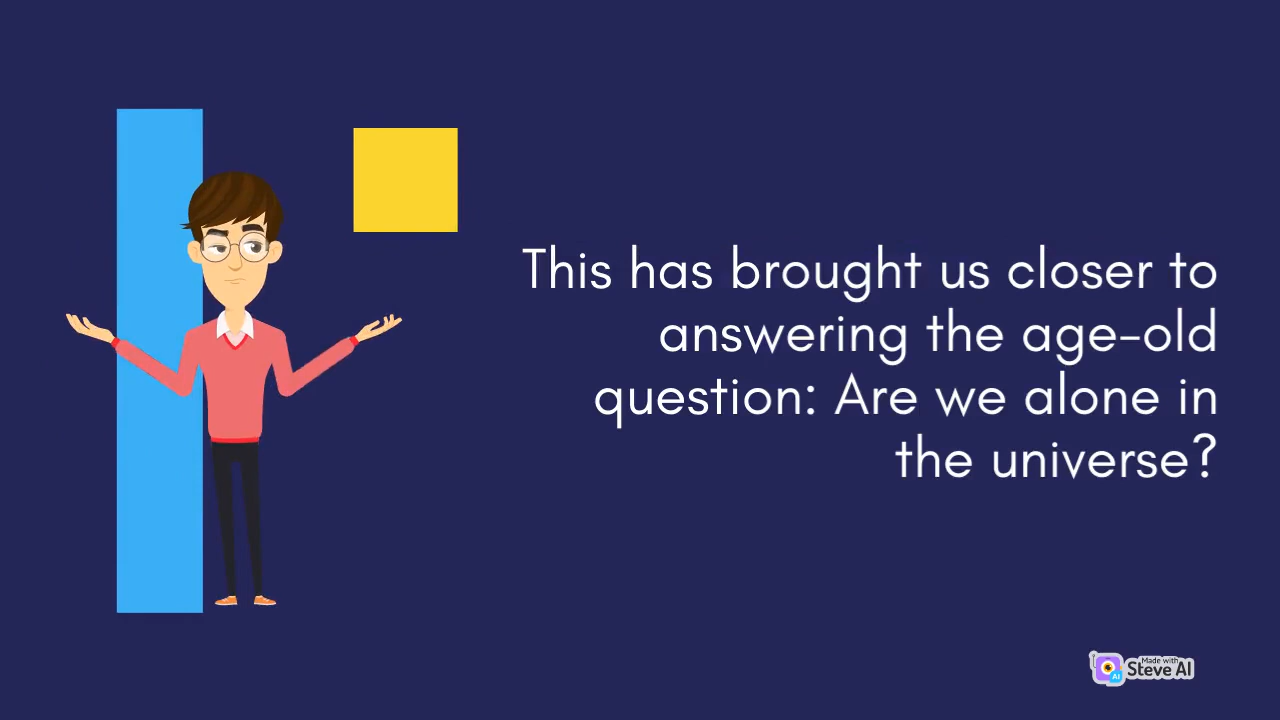 This has brought us closer to
answering the age-old
question: Are we alone in
the universe?
Made with
Steve AI
AI